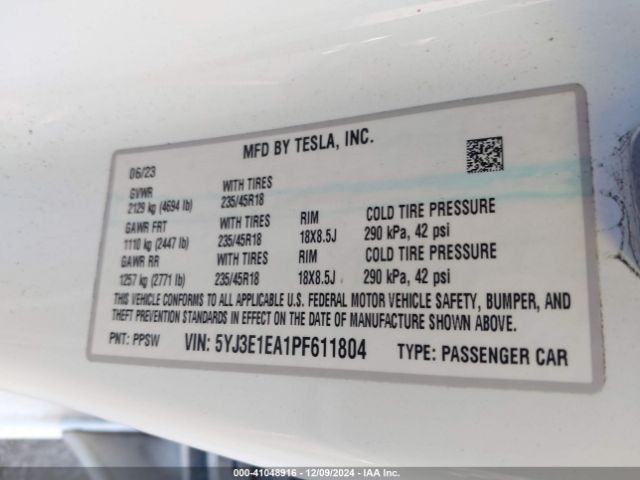 MFD BY TESLA, INC.
06/23
GVWR WITH TIRES
2129 kg (4694 lb) 235/45R18
GAWR FRT WITH TIRES RIM COLD TIRE PRESSURE
1110 kg (2447 lb) 235/45R18 18X8.5J 290 kPa, 42 psi
GAWR RR WITH TIRES RIM COLD TIRE PRESSURE
1257 kg (2771 lb) 235/45R18 18X8.5J 290 kPa, 42 psi
THIS VEHICLE CONFORMS TO ALL APPLICABLE U.S. FEDERAL MOTOR VEHICLE SAFETY, BUMPER, AND
THEFT PREVENTION STANDARDS IN EFFECT ON THE DATE OF MANUFACTURE SHOWN ABOVE.
PNT: PPSW VIN: 5YJ3E1EA1PF611804 TYPE: PASSENGER CAR
000-41048916 - 12/09/2024 - IAA Inc.